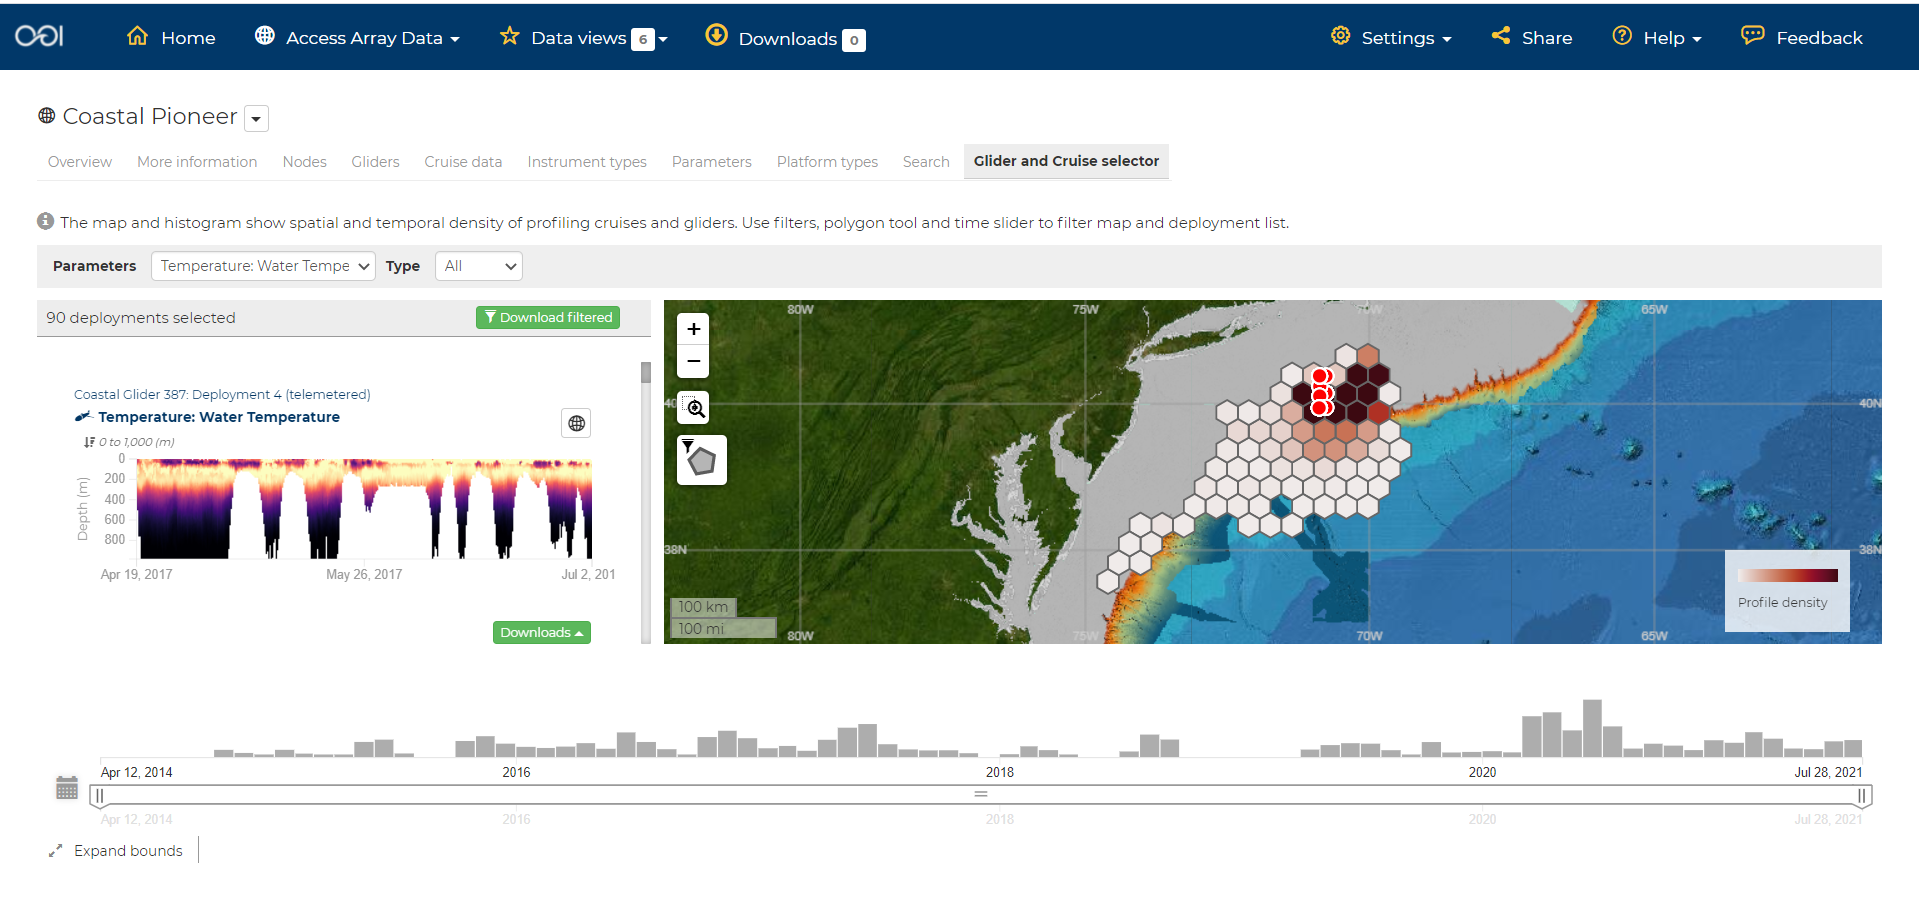 OOI Home Access Array Data Data views 6 Downloads 0 Settings Share Help Feedback
Coastal Pioneer
Overview More information Nodes Gliders Cruise data Instrument types Parameters Platform types Search Glider and Cruise selector
The map and histogram show spatial and temporal density of profiling cruises and gliders. Use filters, polygon tool and time slider to filter map and deployment list.
Parameters Temperature: Water Tempe Type All
90 deployments selected Download filtered
Coastal Glider 387: Deployment 4 (telemetered)
Temperature: Water Temperature
0 to 1,000 (m)
Depth (m)
0
200
400
600
800
Apr 19, 2017 May 26, 2017 Jul 2, 201
Downloads
80W 75W 70W 65W
+
−
40 40N
38N 38N
100 km
100 mi
80W 75W 70W 65W
Profile density
Apr 12, 2014 2016 2018 2020 Jul 28, 2021
Apr 12, 2014 2016 2018 2020 Jul 28, 2021
Expand bounds